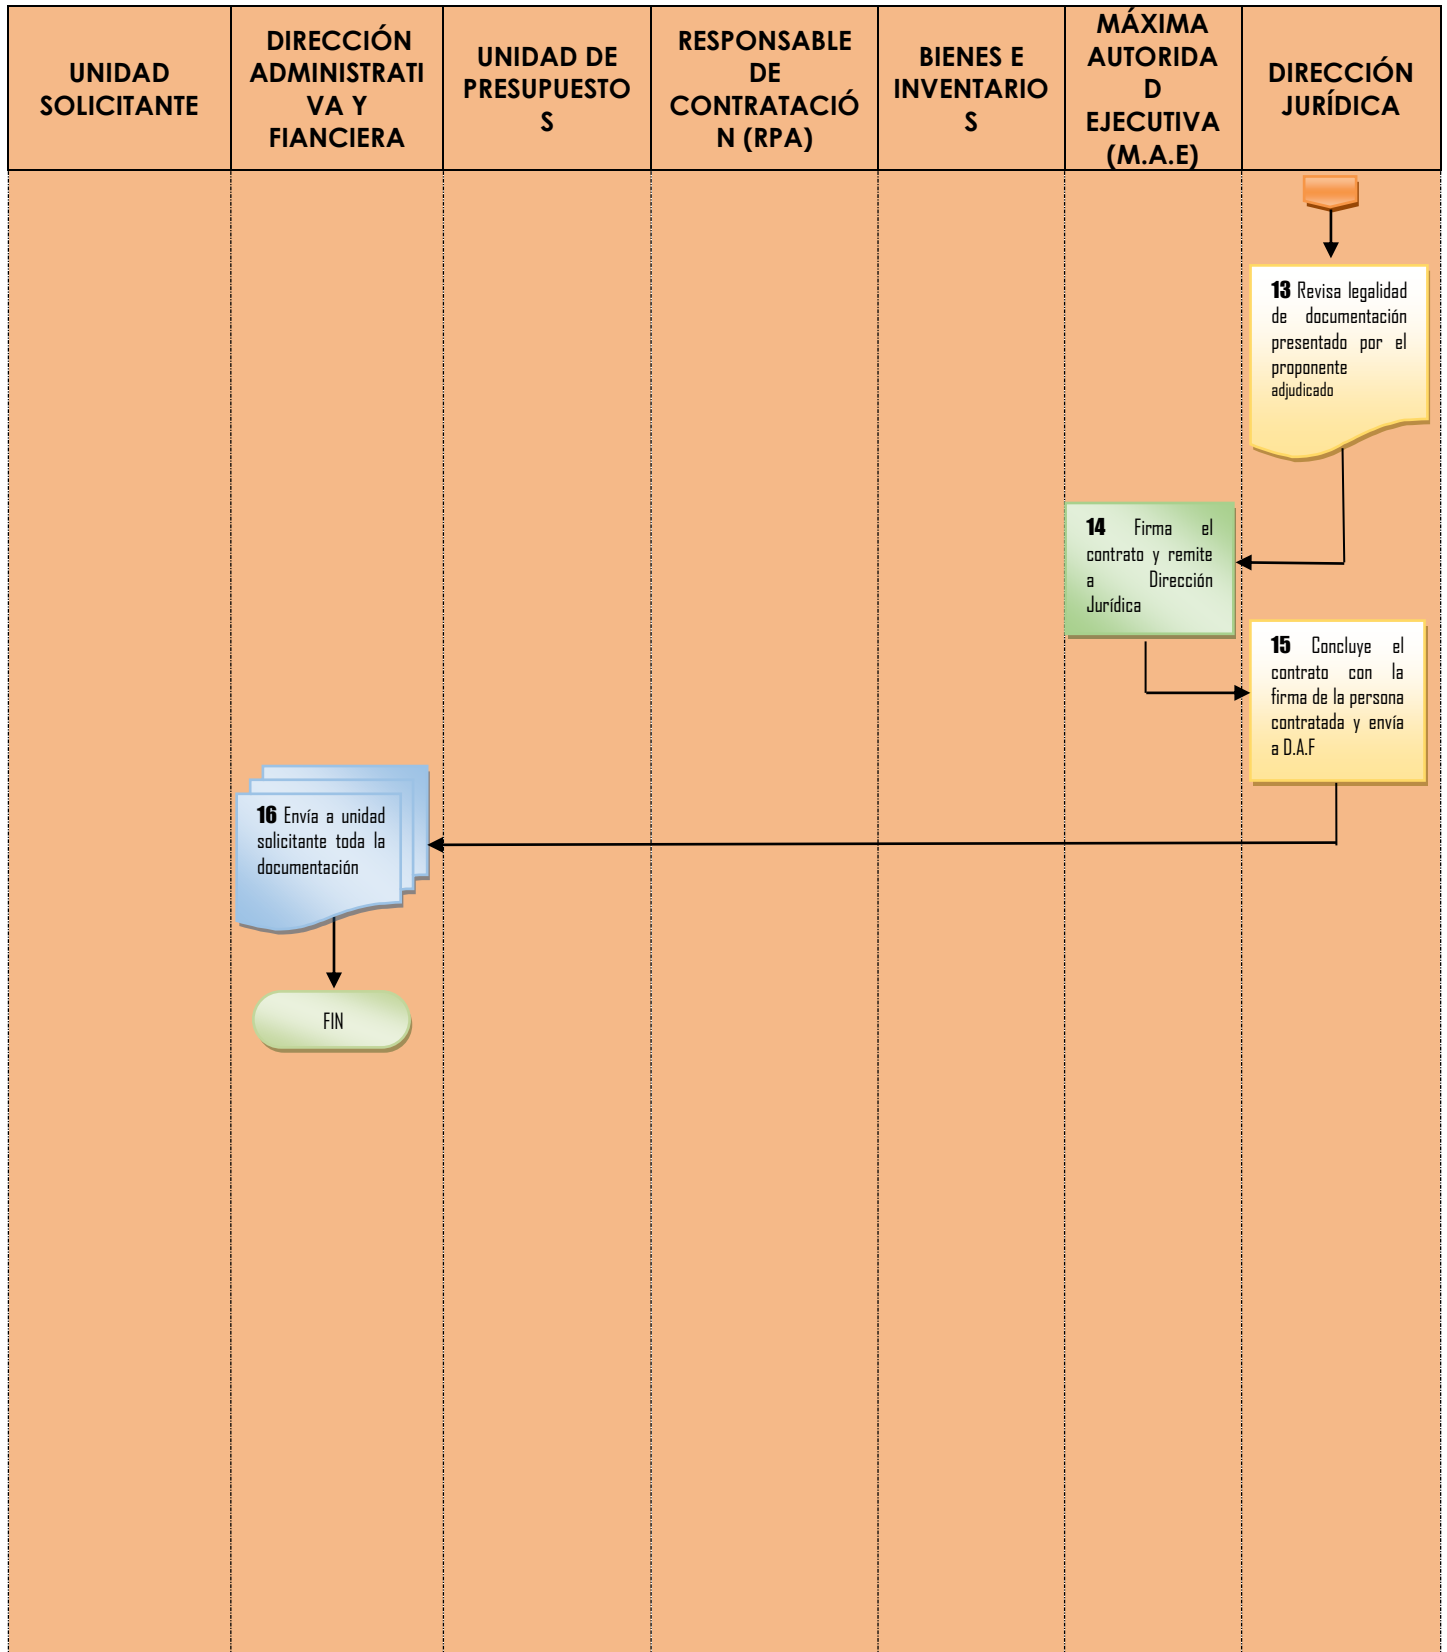 UNIDAD
SOLICITANTE
DIRECCIÓN
ADMINISTRATI
VA Y
FIANCIERA
UNIDAD DE
PRESUPUESTO
S
RESPONSABLE
DE
CONTRATACIÓ
N (RPA)
BIENES E
INVENTARIO
S
MÁXIMA
AUTORIDA
D
EJECUTIVA
(M.A.E)
DIRECCIÓN
JURÍDICA
13 Revisa legalidad
de documentación
presentado por el
proponente
adjudicado
14 Firma el
contrato y remite
a Dirección
Jurídica
15 Concluye el
contrato con la
firma de la persona
contratada y envía
a D.A.F
16 Envía a unidad
solicitante toda la
documentación
FIN